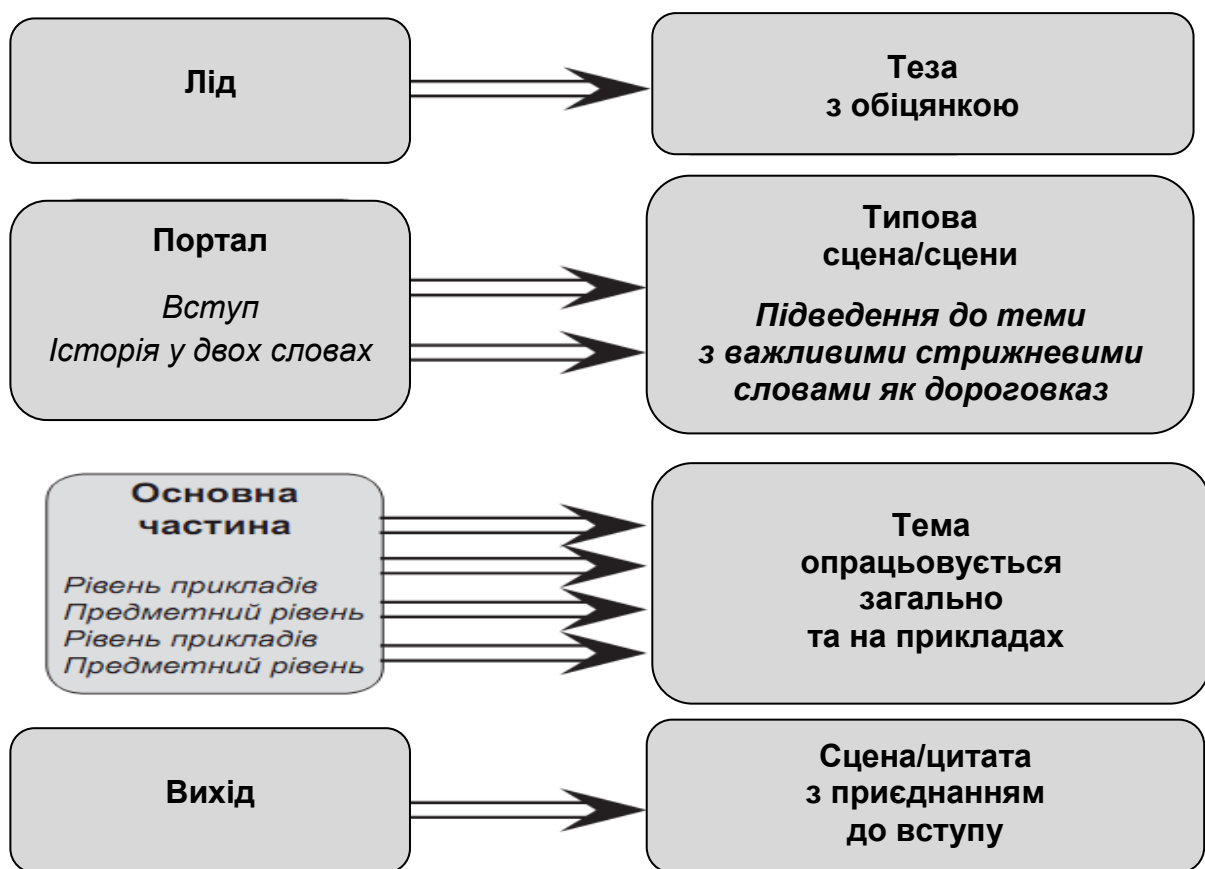 Лід
Теза
з обіцянкою
Портал
Вступ
Історія у двох словах
Типова
сцена/сцени
Підведення до теми
з важливими стрижневими
словами як дороговказ
Основна
частина
Рівень прикладів
Предметний рівень
Рівень прикладів
Предметний рівень
Тема
опрацьовується
загально
та на прикладах
Вихід
Сцена/цитата
з приєднанням
до вступу